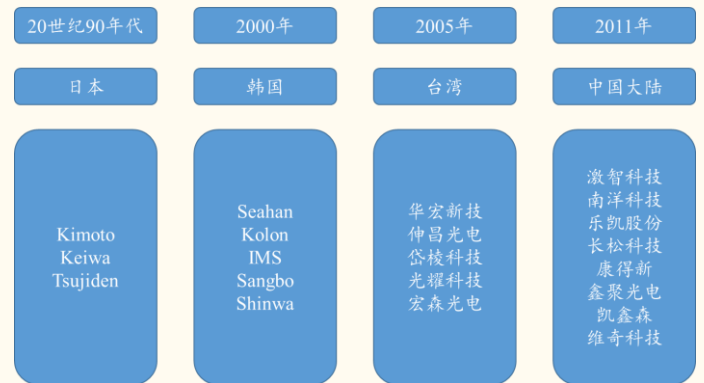 20世纪90年代
2000年
2005年
2011年
日本
韩国
台湾
中国大陆
Kimoto
Keiwa
Tsujiden
Seahan
Kolon
IMS
Sangbo
Shinwa
华宏新技
伸昌光电
岱棱科技
光耀科技
宏森光电
激智科技
南洋科技
乐凯股份
长松科技
康得新
鑫聚光电
凯鑫森
维奇科技